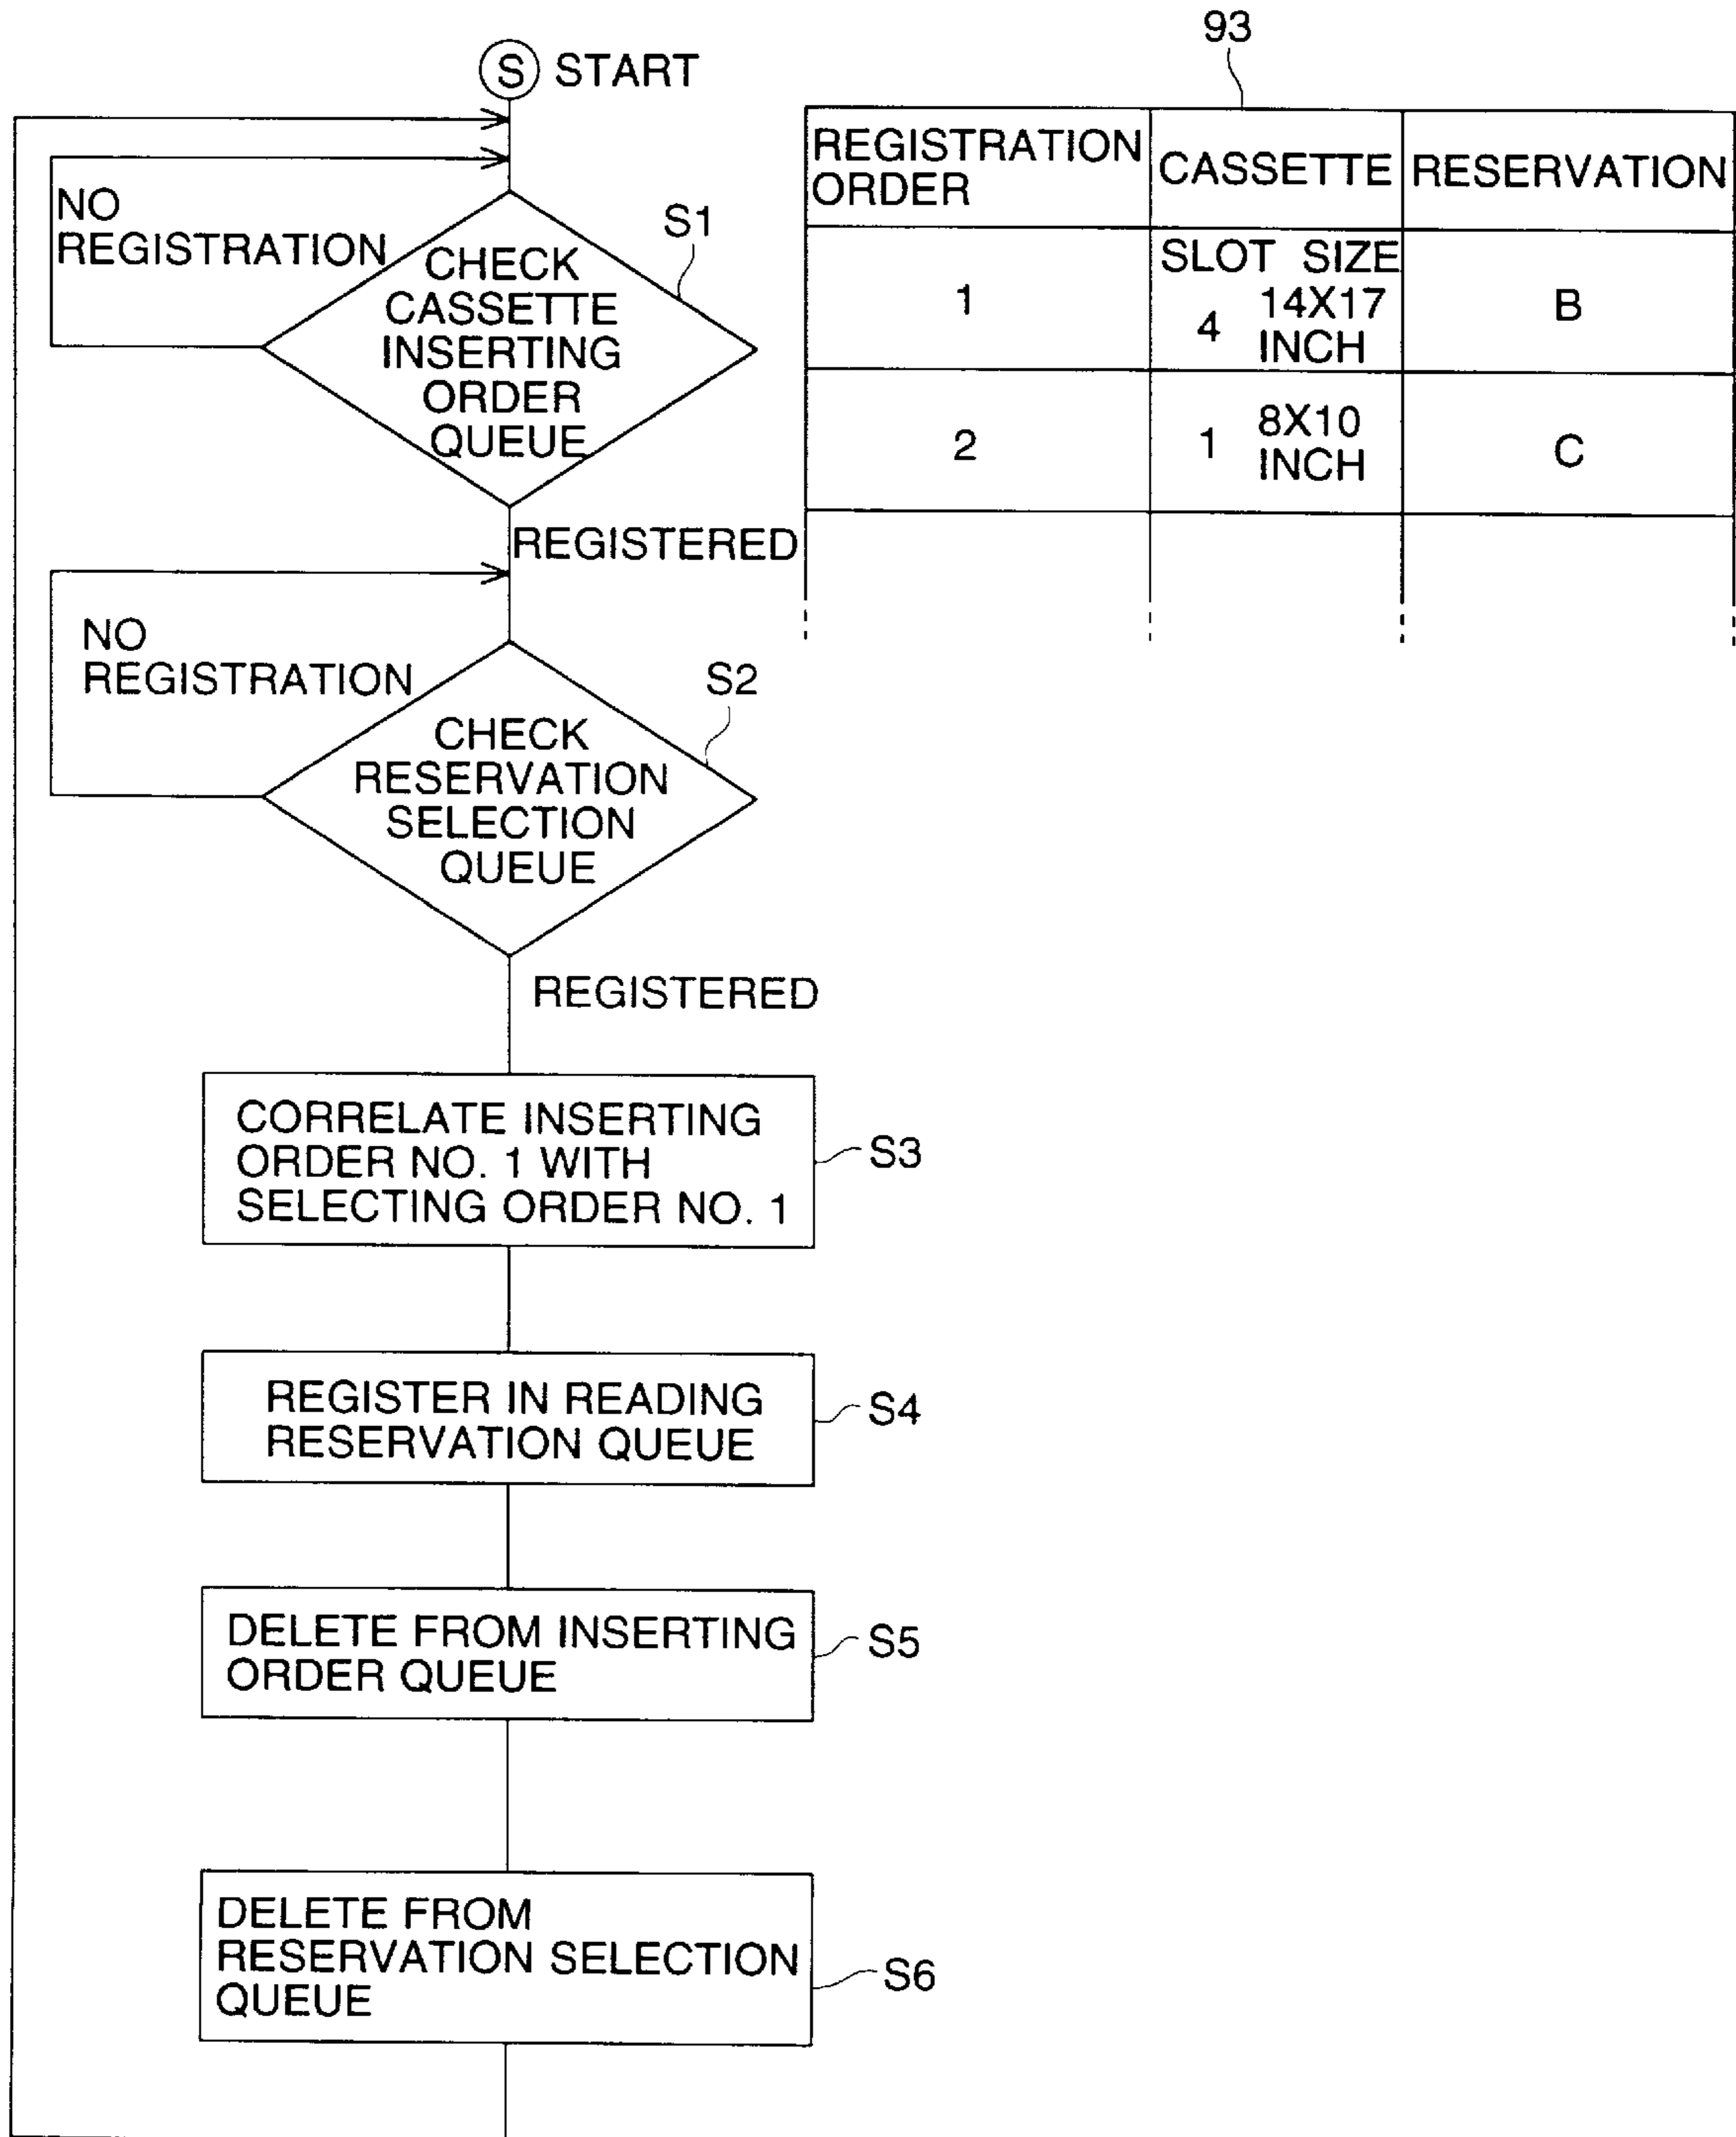 S START
NO
REGISTRATION
S1
CHECK
CASSETTE
INSERTING
ORDER
QUEUE
REGISTERED
NO
REGISTRATION
S2
CHECK
RESERVATION
SELECTION
QUEUE
REGISTERED
CORRELATE INSERTING
ORDER NO. 1 WITH
SELECTING ORDER NO. 1
S3
REGISTER IN READING
RESERVATION QUEUE
S4
DELETE FROM INSERTING
ORDER QUEUE
S5
DELETE FROM
RESERVATION SELECTION
QUEUE
S6
93
REGISTRATION
ORDER
CASSETTE
RESERVATION
SLOT SIZE
1
4
14X17
INCH
B
2
1
8X10
INCH
C